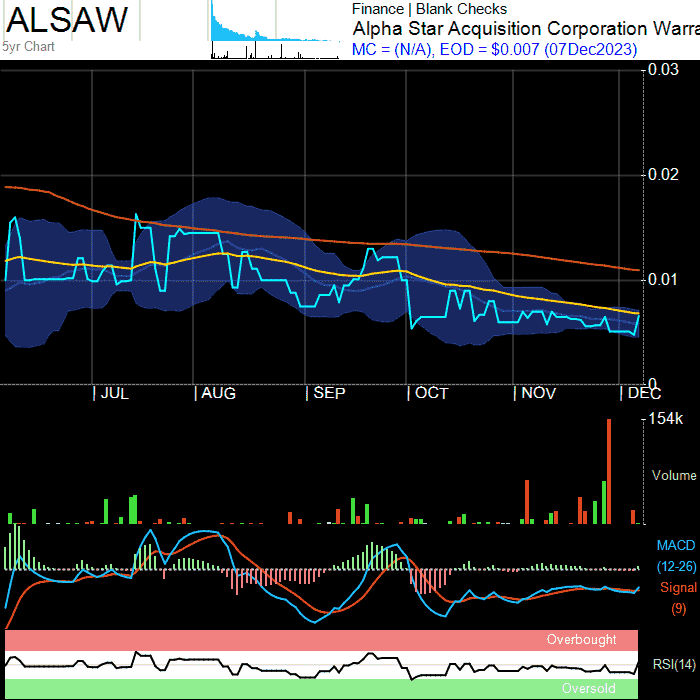 ALSAW
5yr Chart
Finance | Blank Checks
Alpha Star Acquisition Corporation Warra
MC = (N/A), EOD = $0.007 (07Dec2023)
0.03
0.02
0.01
0
| JUL | AUG | SEP | OCT | NOV | DEC
154k
Volume
MACD
(12-26)
Signal
(9)
Overbought
RSI(14)
Oversold